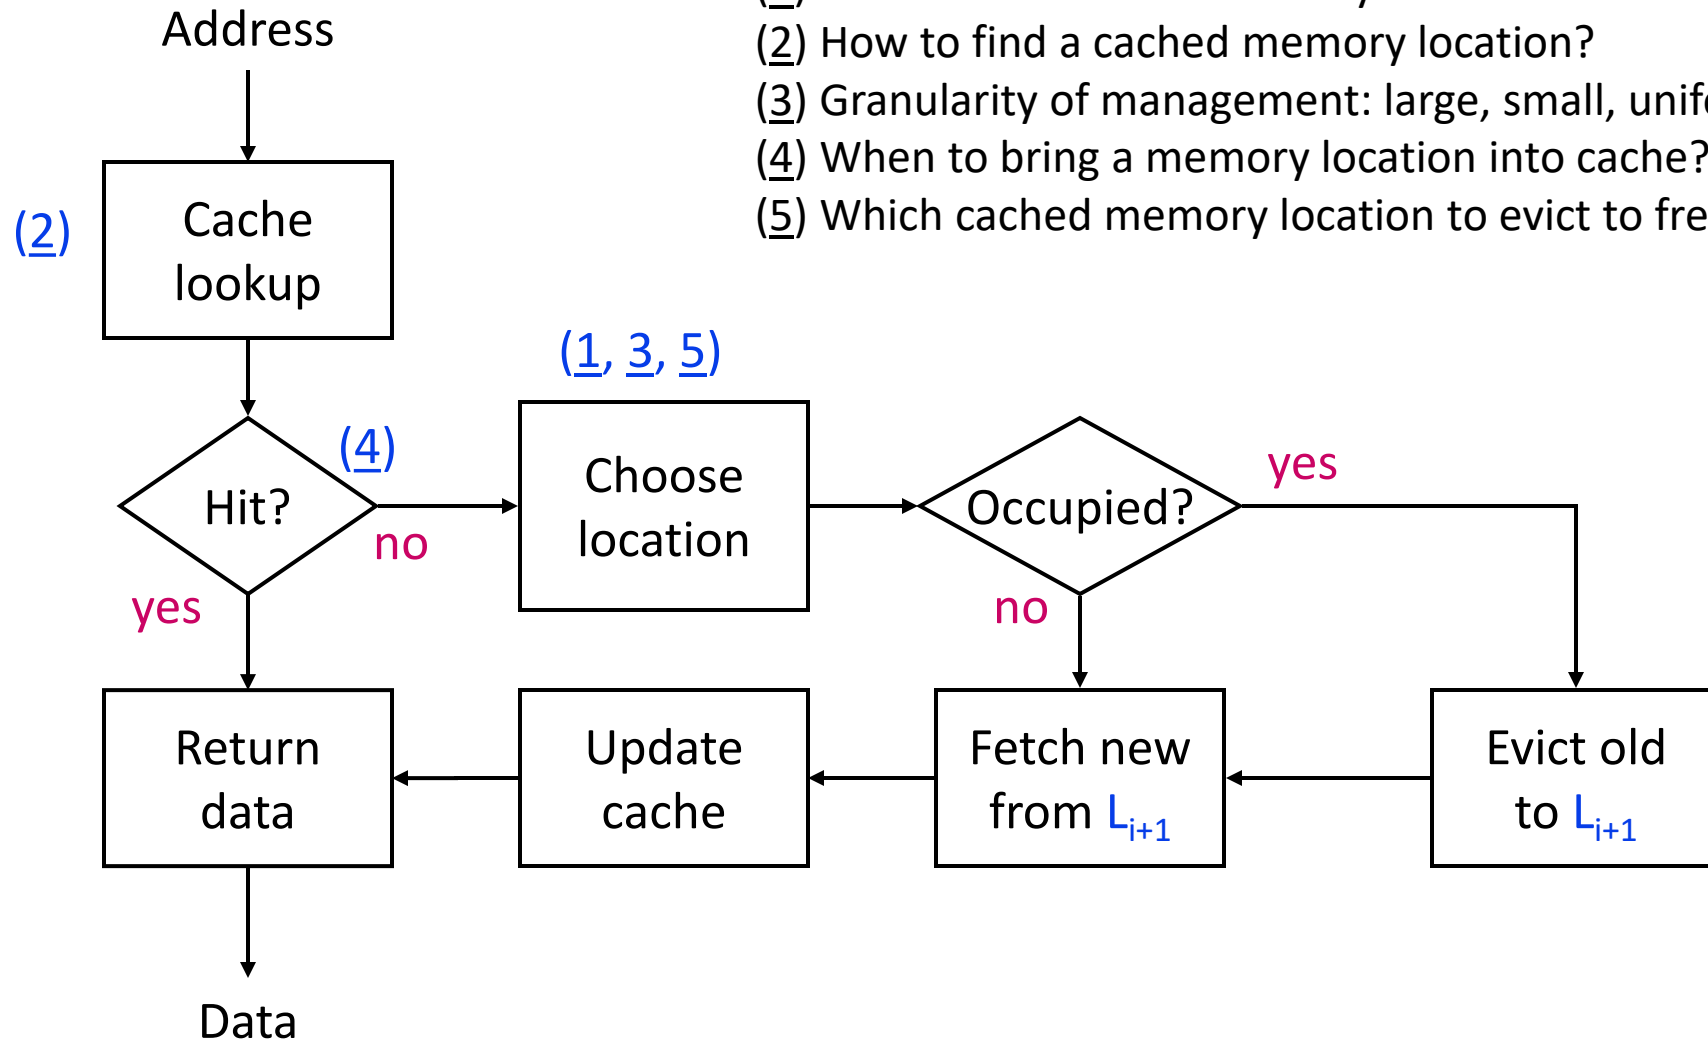 Address
(2) How to find a cached memory location?
(3) Granularity of management: large, small,
(4) When to bring a memory location into cache?
(5) Which cached memory location to evict to
Cache
lookup
(2)
(1, 3, 5)
(4)
Hit?
no
yes
Choose
location
Occupied?
yes
no
Return
data
Update
cache
Fetch new
from Li+1
Evict old
to Li+1
Data